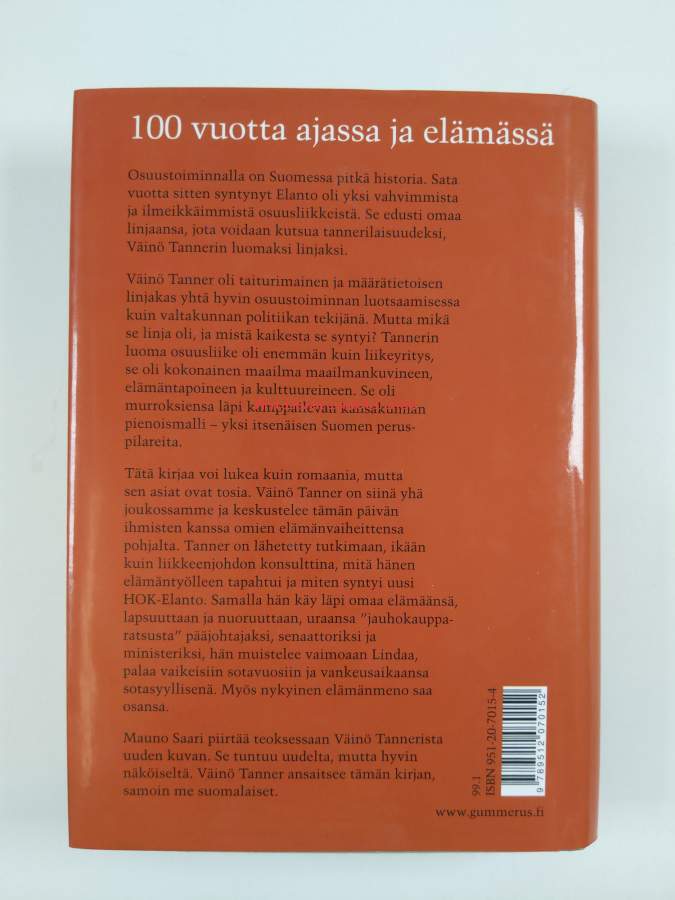 100 vuotta ajassa ja elämässä
Osuustoiminnalla on Suomessa pitkä historia. Sata
vuotta sitten syntynyt Elanto oli yksi vahvimmista
ja ilmeikkäimmistä osuusliikkeistä. Se edusti omaa
linjaansa, jota voidaan kutsua tannerilaisuudeksi,
Väinö Tannerin luomaksi linjaksi.
Väinö Tanner oli taiturimainen ja määrätietoisen
linjakas yhtä hyvin osuustoiminnan luotsaamisessa
kuin valtakunnan politiikan tekijänä. Mutta mikä
se linja oli, ja mistä kaikesta se syntyi? Tannerin
luoma osuusliike oli enemmän kuin liikeyritys,
se oli kokonainen maailma maailmankuvineen,
elämäntapoineen ja kulttuureineen. Se oli
murroksiensa läpi kamppailevan kansakunnan
pienoismalli – yksi itsenäisen Suomen perus-
pilareita.
Tätä kirjaa voi lukea kuin romaania, mutta
sen asiat ovat tosia. Väinö Tanner on siinä yhä
joukossamme ja keskustelee tämän päivän
ihmisten kanssa omien elämänvaiheittensa
pohjalta. Tanner on lähetetty tutkimaan, ikään
kuin liikkeenjohdon konsulttina, mitä hänen
elämäntyölleen tapahtui ja miten syntyi uusi
HOK-Elanto. Samalla hän käy läpi omaa elämäänsä,
lapsuuttaan ja nuoruuttaan, uraansa ”jauhokauppa-
ratsusta” pääjohtajaksi, senaattoriksi ja
ministeriksi, hän muistelee vaimoaan Lindaa,
palaa vaikeisiin sotavuosiin ja vankeusaikaansa
sotasyyllisenä. Myös nykyinen elämänmeno saa
osansa.
Mauno Saari piirtää teoksessaan Väinö Tannerista
uuden kuvan. Se tuntuu uudelta, mutta hyvin
näköiseltä. Väinö Tanner ansaitsee tämän kirjan,
samoin me suomalaiset.
99.1
ISBN 951-20-7015-4
9 789512 070152
www.gummerus.fi